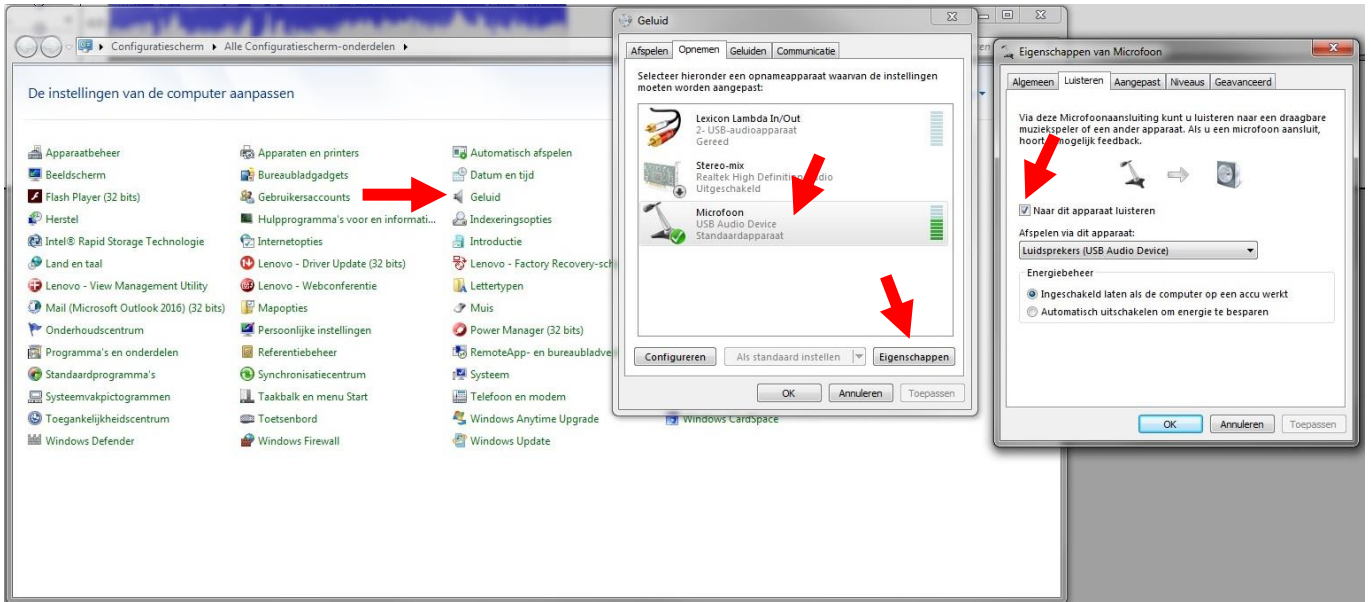 Configuratiescherm
Alle Configuratiescherm-onderdelen
De instellingen van de computer aanpassen
Apparaatbeheer
Beeldscherm
Flash Player (32 bits)
Herstel
Intel® Rapid Storage Technologie
Land en taal
Lenovo - View Management Utility
Mail (Microsoft Outlook 2016) (32 bits)
Onderhoudscentrum
Programma's en onderdelen
Standaardprogramma's
Systeemvakpictogrammen
Toegankelijkheidscentrum
Windows Defender
Apparaten en printers
Bureaubladgadgets
Gebruikersaccounts
Hulpprogramma's voor en informati...
Internetopties
Lenovo - Driver Update (32 bits)
Lenovo - Webconferentie
Mapopties
Persoonlijke instellingen
Referentiebeheer
Synchronisatiecentrum
Taakbalk en menu Start
Toetsenbord
Windows Firewall
Automatisch afspelen
Datum en tijd
Geluid
Indexeringsopties
Introductie
Lenovo - Factory Recovery-sch
Lettertypen
Muis
Power Manager (32 bits)
RemoteApp- en bureaubladve
Systeem
Telefoon en modem
Windows Anytime Upgrade
Windows Update
Windows CardSpace
Geluid
Afspelen Opnemen Geluiden Communicatie
Selecteer hieronder een opnameapparaat waarvan de instellingen
moeten worden aangepast:
Lexicon Lambda In/Out
2- USB-audioapparaat
Gereed
Stereo-mix
Realtek High Definition
Uitgeschakeld
Microfoon
USB Audio Device
Standaardapparaat
Configureren Als standaard instellen Eigenschappen
OK Annuleren Toepassen
Eigenschappen van Microfoon
Algemeen Luisteren Aangepast Niveaus Geavanceerd
Via deze Microfoonaansluiting kunt u luisteren naar een draagbare
muziekspeler of een ander apparaat. Als u een microfoon aansluit,
hoort mogelijk feedback.
Naar dit apparaat luisteren
Afspelen via dit apparaat:
Luidsprekers (USB Audio Device)
Energiebeheer
Ingeschakeld laten als de computer op een accu werkt
Automatisch uitschakelen om energie te besparen
OK Annuleren Toepassen